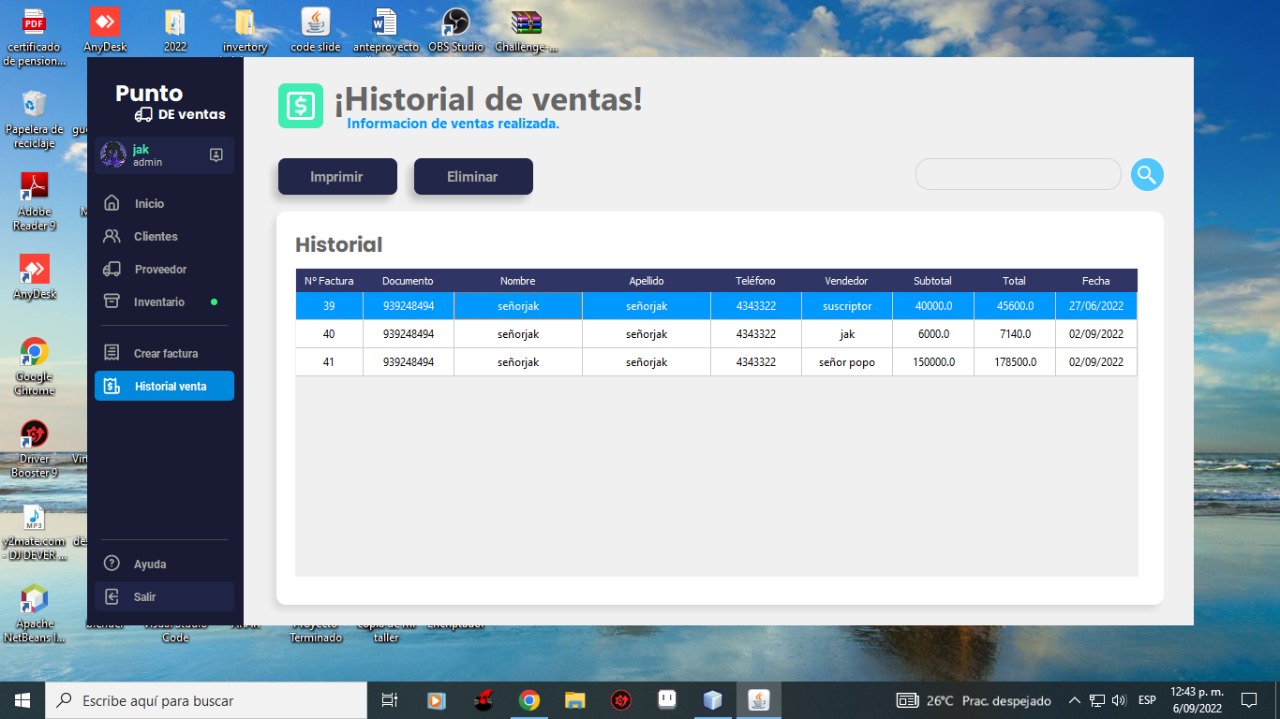 certificado
de pension...
AnyDesk
2022
invertory
code slide
anteproyecto
OBS Studio
Challenge-...
Papelera de
reciclaje
Adobe
Reader 9
AnyDesk
Google
Chrome
Driver
Booster 9
y2mate.com
- DJ DEVER ...
Apache
NetBeans I...
Code
Proyecto
Terminado
copia de mi
taller
Punto
DE ventas
jak
admin
Inicio
Clientes
Proveedor
Inventario
Crear factura
Historial venta
Ayuda
Salir
¡Historial de ventas!
Informacion de ventas realizada.
Imprimir Eliminar
Historial
Nº Factura Documento Nombre Apellido Teléfono Vendedor Subtotal Total Fecha
39 939248494 señorjak señorjak 4343322 suscriptor 40000.0 45600.0 27/06/2022
40 939248494 señorjak señorjak 4343322 jak 6000.0 7140.0 02/09/2022
41 939248494 señorjak señorjak 4343322 señor popo 150000.0 178500.0 02/09/2022
Escribe aquí para buscar
26°C Prac. despejado
ESP
12:43 p. m.
6/09/2022